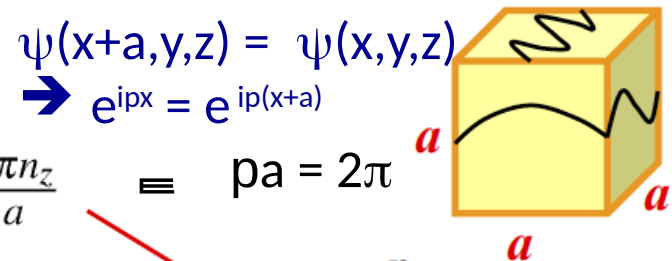 ψ(x+a,y,z) = ψ(x,y,z)
➔ e^{ipx} = e^{ip(x+a)}
πn_z/a ≡ pa = 2π
a
a
a